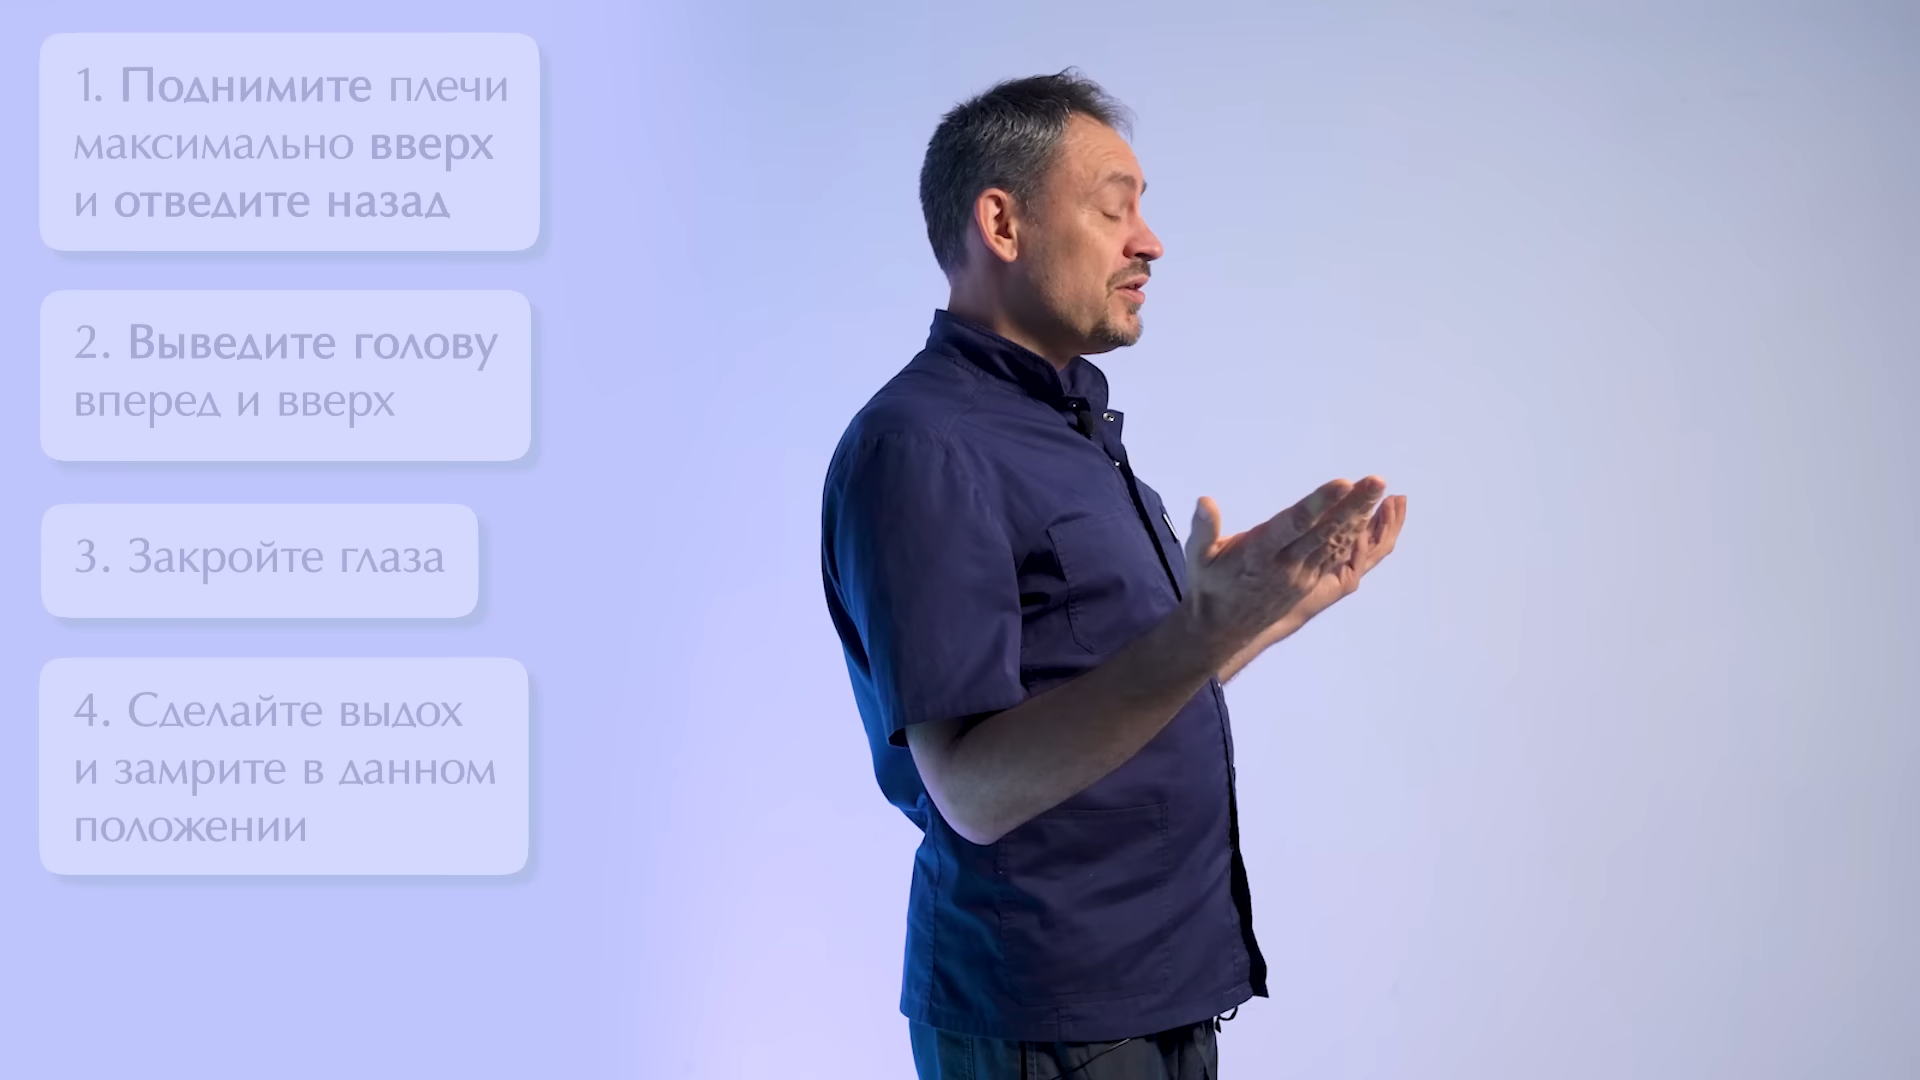 1. Поднимите плечи
максимально вверх
и отведите назад
2. Выведите голову
вперед и вверх
3. Закройте глаза
4. Сделайте выдох
и замрите в данном
положении